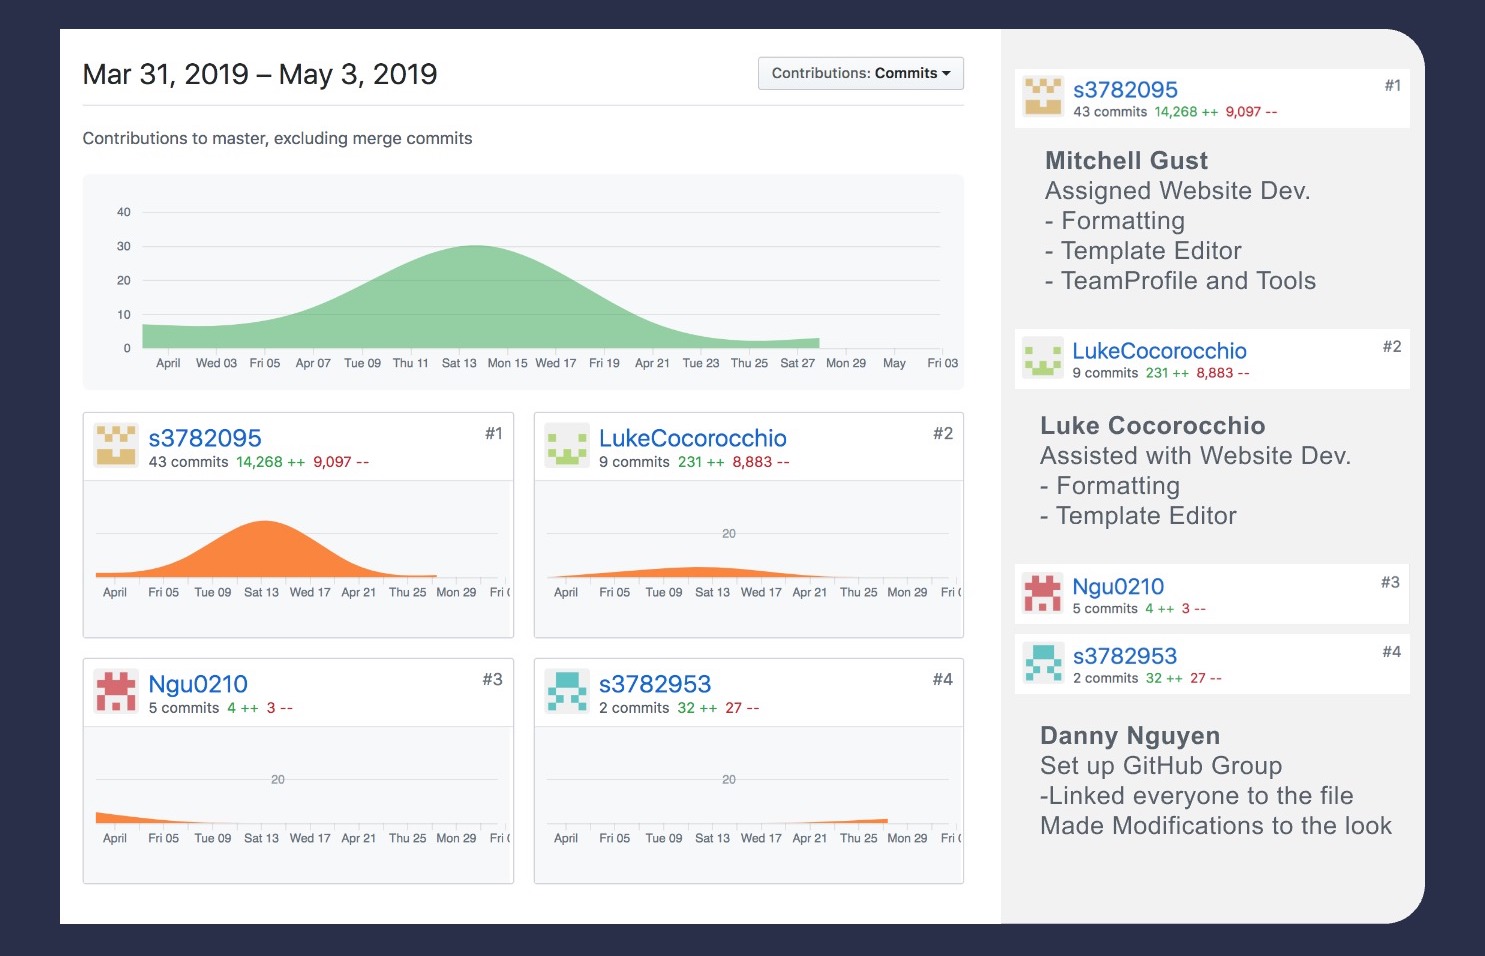 Mar 31, 2019 – May 3, 2019
Contributions: Commits
Contributions to master, excluding merge commits
40
30
20
10
0
April Wed 03 Fri 05 Apr 07 Tue 09 Thu 11 Sat 13 Mon 15 Wed 17 Fri 19 Apr 21 Tue 23 Thu 25 Sat 27 Mon 29 May Fri 03
s3782095 #1
43 commits 14,268 ++ 9,097 --
April Fri 05 Tue 09 Sat 13 Wed 17 Apr 21 Thu 25 Mon 29 Fri
LukeCocorocchio #2
9 commits 231 ++ 8,883 --
20
April Fri 05 Tue 09 Sat 13 Wed 17 Apr 21 Thu 25 Mon 29 Fri
Ngu0210 #3
5 commits 4 ++ 3 --
20
April Fri 05 Tue 09 Sat 13 Wed 17 Apr 21 Thu 25 Mon 29 Fri
s3782953 #4
2 commits 32 ++ 27 --
20
April Fri 05 Tue 09 Sat 13 Wed 17 Apr 21 Thu 25 Mon 29 Fri
s3782095 #1
43 commits 14,268 ++ 9,097 --
Mitchell Gust
Assigned Website Dev.
- Formatting
- Template Editor
- TeamProfile and Tools
LukeCocorocchio #2
9 commits 231 ++ 8,883 --
Luke Cocorocchio
Assisted with Website Dev.
- Formatting
- Template Editor
Ngu0210 #3
5 commits 4 ++ 3 --
s3782953 #4
2 commits 32 ++ 27 --
Danny Nguyen
Set up GitHub Group
-Linked everyone to the file
Made Modifications to the look